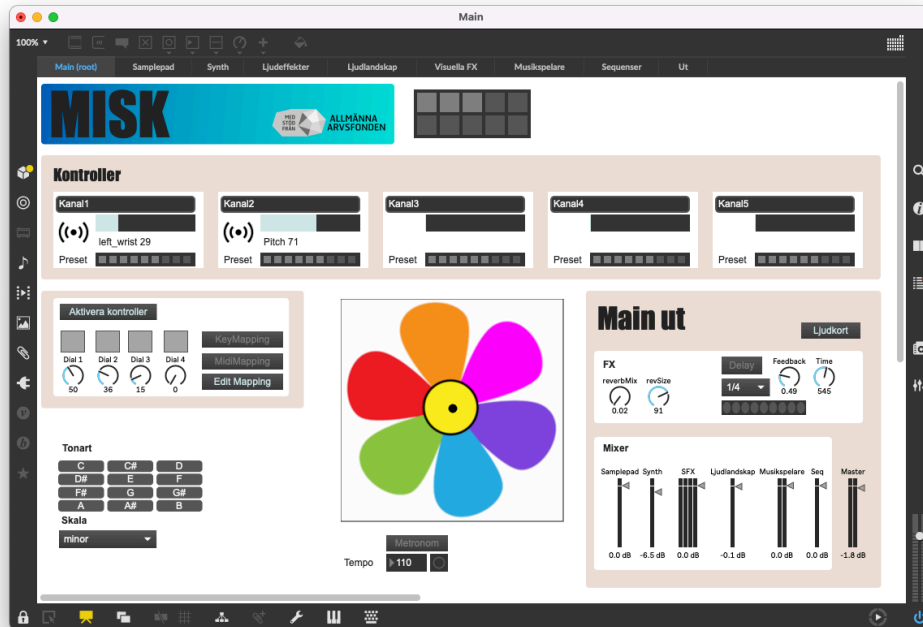 Main
100%
Main (root) Samplepad Synth Ljudeffekter Ljudlandskap Visuella FX Musikspelare Sequenser Ut
MISK
MED STÖD FRÅN
ALLMÄNNA ARVSFONDEN
Kontroller
Kanal1 Kanal2 Kanal3 Kanal4 Kanal5
left_wrist 29 Pitch 71
Preset Preset Preset Preset Preset
Aktivera kontroller
KeyMapping
MidiMapping
Edit Mapping
Dial 1 Dial 2 Dial 3 Dial 4
50 36 15 0
Tonart
C C# D
D# E F
F# G G#
A A# B
Skala
minor
Metronom
Tempo 110
Main ut
Ljudkort
FX
reverbMix revSize
0.02 91
Delay Feedback Time
1/4 0.49 545
Mixer
Samplepad Synth SFX Ljudlandskap Musikspelare Seq Master
0.0 dB -6.5 dB 0.0 dB -0.1 dB 0.0 dB 0.0 dB -1.8 dB